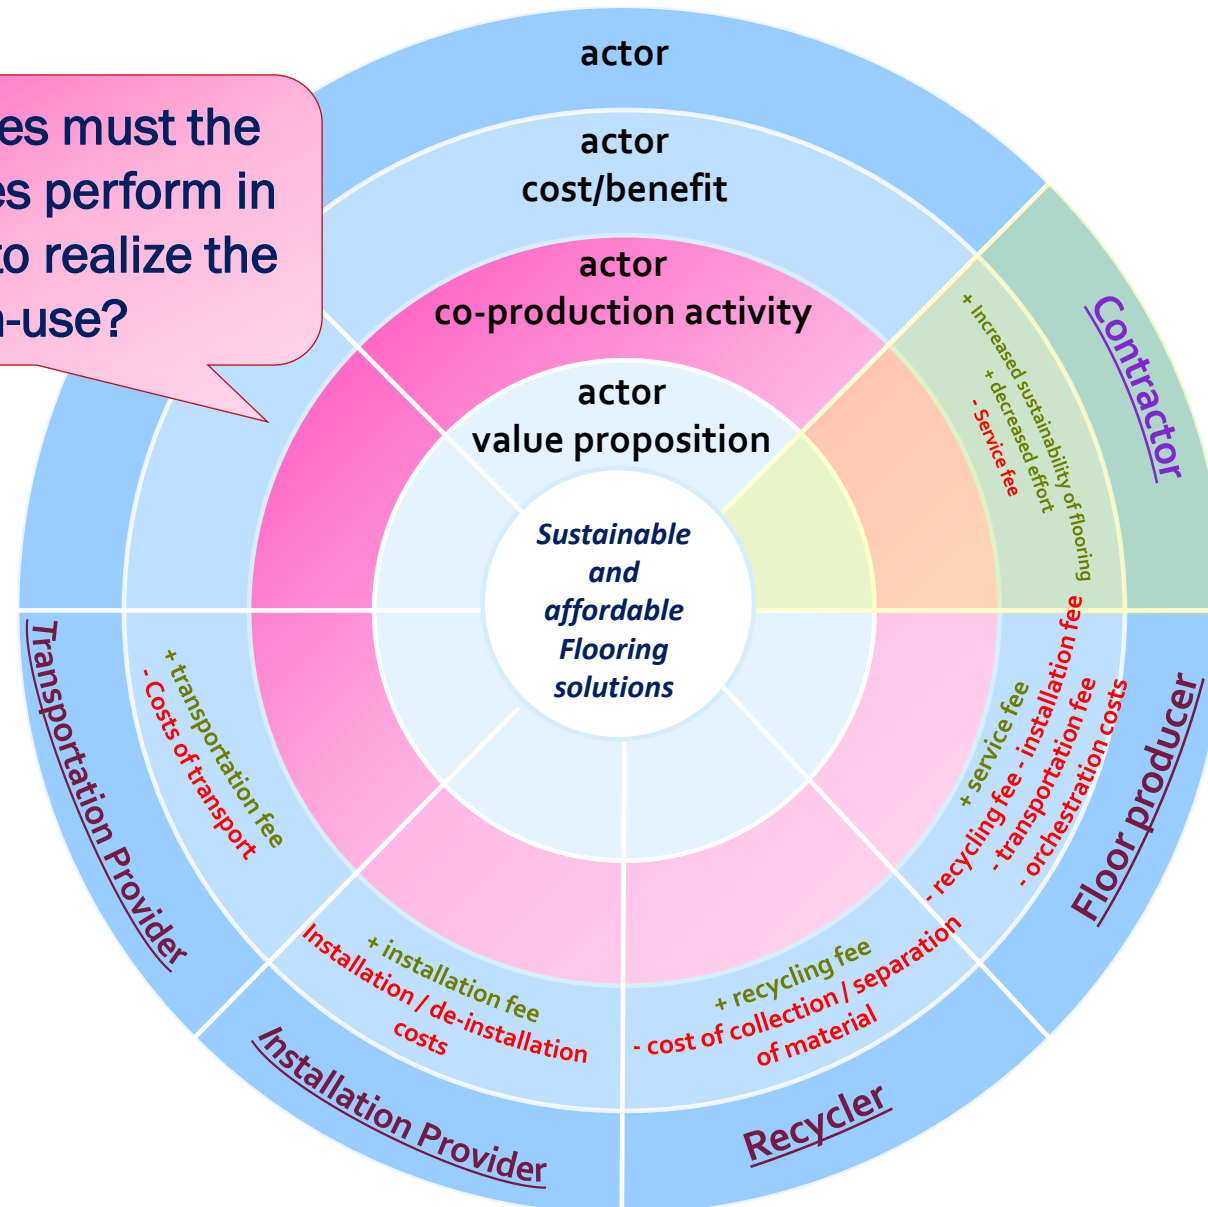 actor
actor
cost/benefit
actor
co-production activity
actor
value proposition
must the
perform in
to realize the
Sustainable
and
affordable
Flooring
solutions
Contractor
+ Increased sustainability of flooring
+ decreased effort
- Service fee
Floor producer
+ service fee
- recycling fee - installation fee
- transportation fee
- orchestration costs
Recycler
+ recycling fee
- cost of collection / separation
of material
Installation Provider
+ installation fee
Installation / de-installation
costs
Transportation Provider
+ transportation fee
- Costs of transport